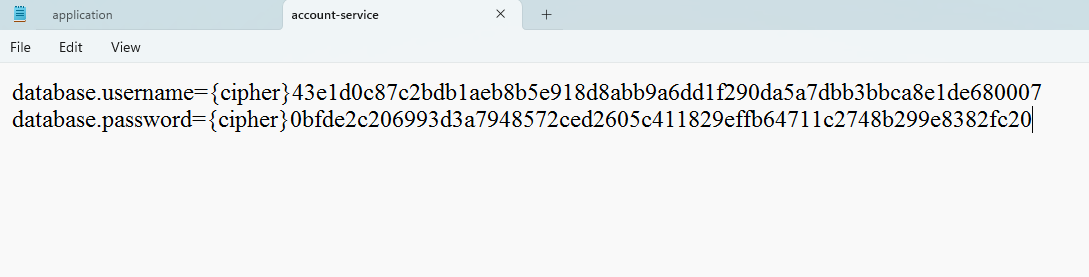 application
account-service
File Edit View
database.username={cipher}43e1d0c87c2bdb1aeb8b5e918d8abb9a6dd1f290da5a7dbb3bbca8e1de680007
database.password={cipher}0bfde2c206993d3a7948572ced2605c411829effb64711c2748b299e8382fc20